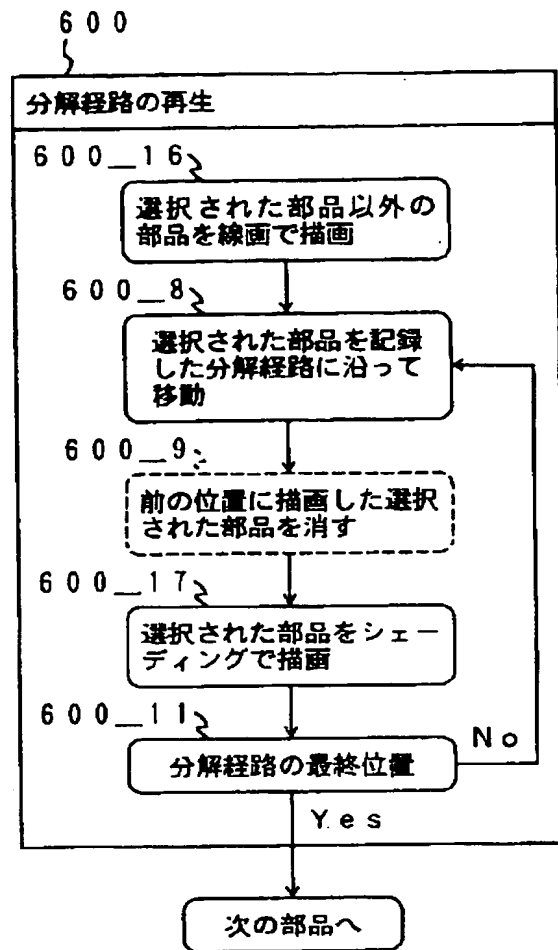 600
分解経路の再生
600_16
選択された部品以外の
部品を線画で描画
600_8
選択された部品を記録
した分解経路に沿って
移動
600_9
前の位置に描画した選択
された部品を消す
600_17
選択された部品をシェー
ディングで描画
600_11
分解経路の最終位置
No
Yes
次の部品へ